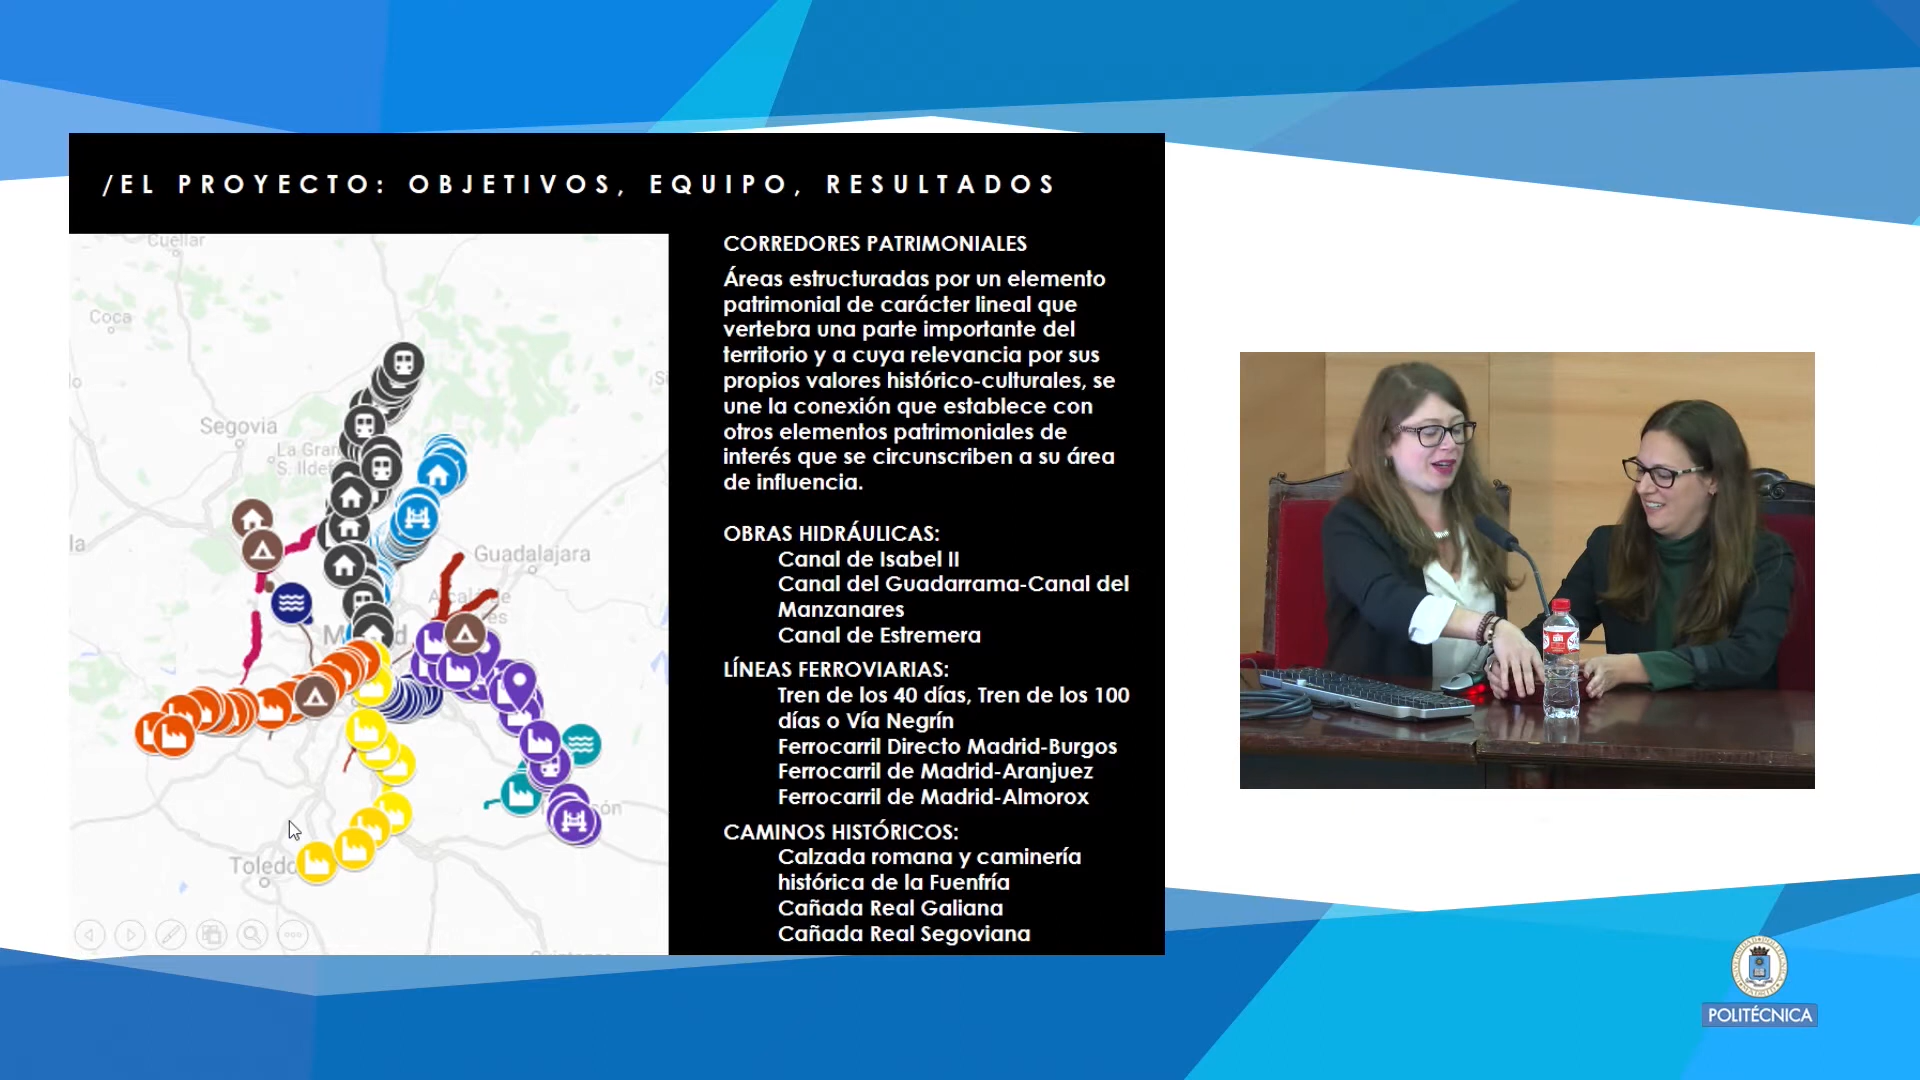 /EL PROYECTO: OBJETIVOS, EQUIPO, RESULTADOS
Cuéllar
Coca
Segovia
La Gran
S. Ildef
Guadalajara
Toledo
CORREDORES PATRIMONIALES
Áreas estructuradas por un elemento
patrimonial de carácter lineal que
vertebra una parte importante del
territorio y a cuya relevancia por sus
propios valores histórico-culturales, se
une la conexión que establece con
otros elementos patrimoniales de
interés que se circunscriben a su área
de influencia.
OBRAS HIDRÁULICAS:
Canal de Isabel II
Canal del Guadarrama-Canal del
Manzanares
Canal de Estremera
LÍNEAS FERROVIARIAS:
Tren de los 40 días, Tren de los 100
días o Vía Negrín
Ferrocarril Directo Madrid-Burgos
Ferrocarril de Madrid-Aranjuez
Ferrocarril de Madrid-Almorox
CAMINOS HISTÓRICOS:
Calzada romana y caminería
histórica de la Fuenfría
Cañada Real Galiana
Cañada Real Segoviana
POLITÉCNICA